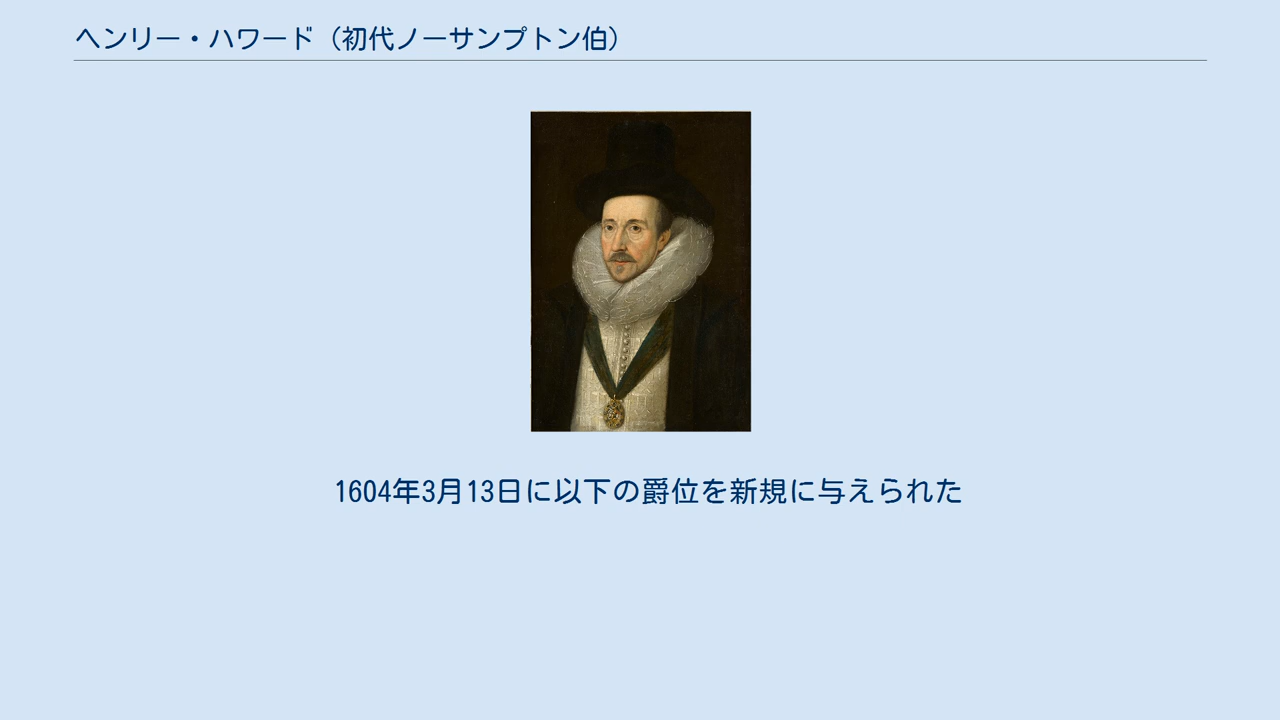 ヘンリー・ハワード（初代ノーサンプトン伯）
1604年3月13日に以下の爵位を新規に与えられた